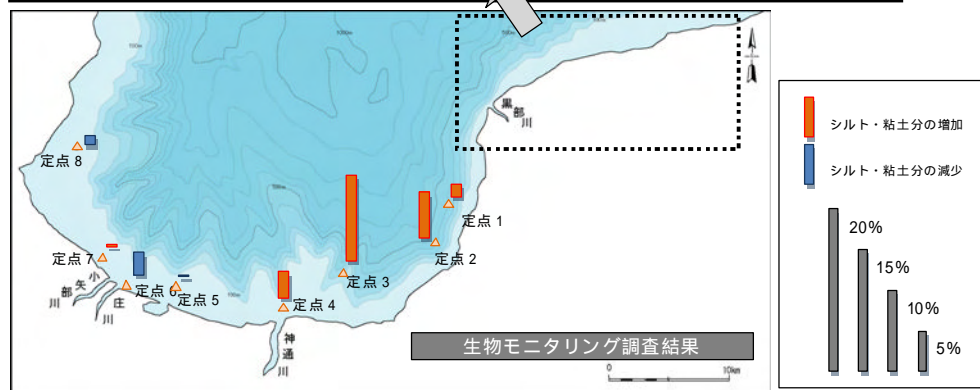 黒部川
定点 8
定点 1
定点 2
定点 7
定点 3
定点 6
定点 5
定点 4
小矢部川
庄川
神通川
生物モニタリング調査結果
0 10km
シルト・粘土分の増加
シルト・粘土分の減少
20%
15%
10%
5%